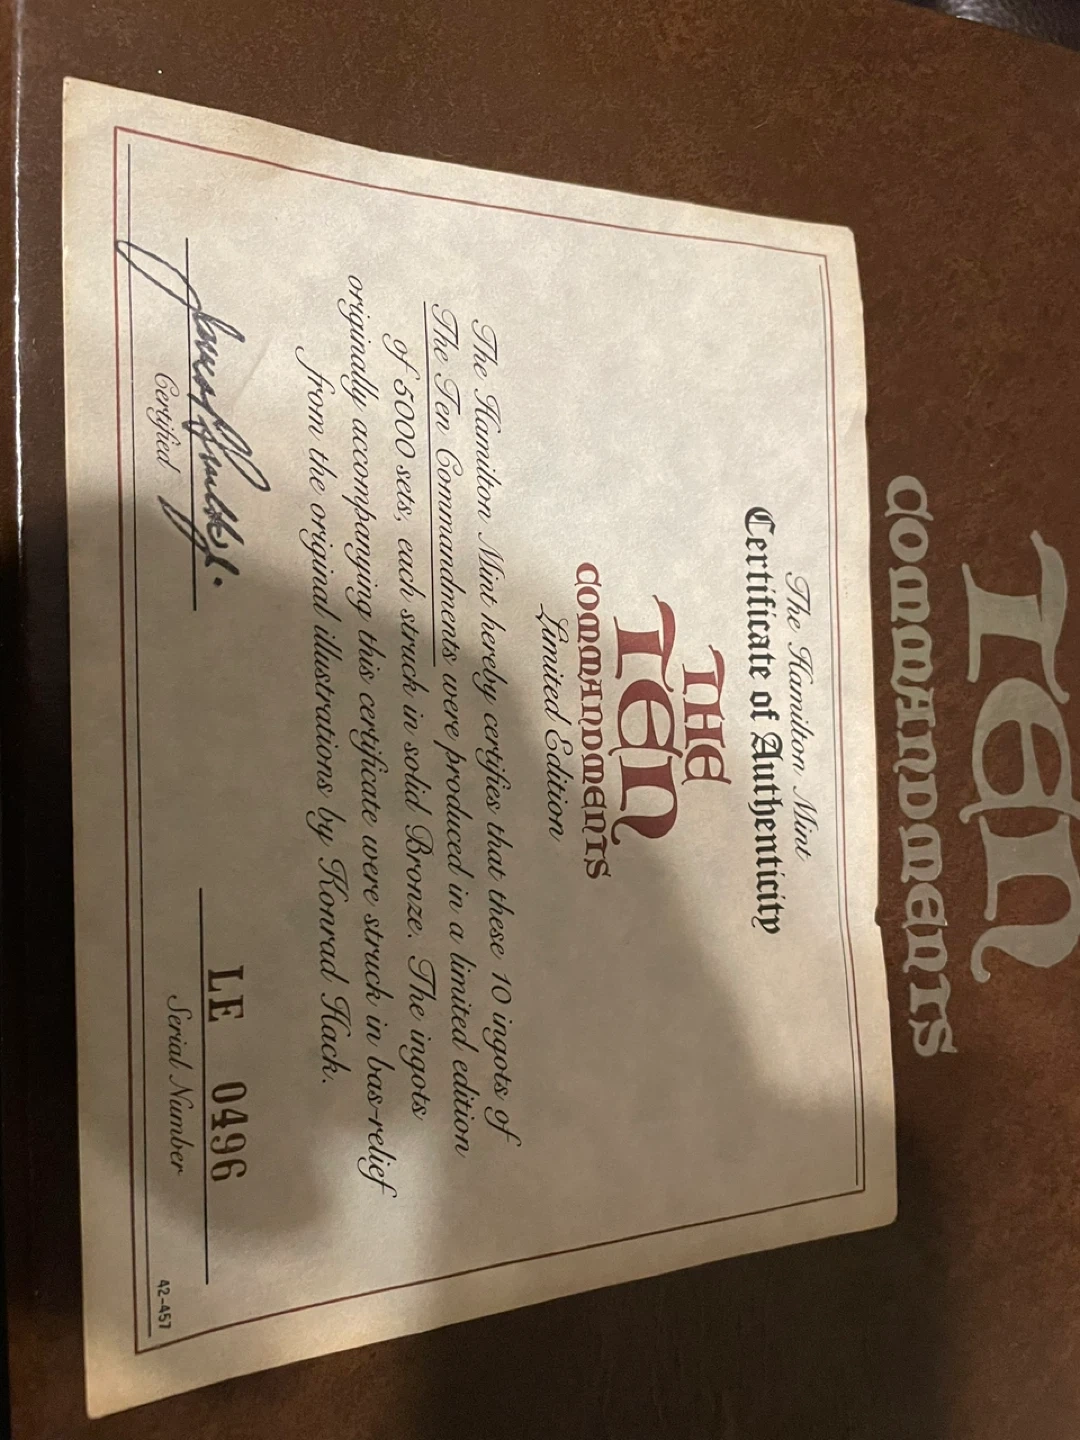 TEN
COMMANDMENTS
The Hamilton Mint
Certificate of Authenticity
THE
TEN
COMMANDMENTS
Limited Edition
The Hamilton Mint hereby certifies that these 10 ingots of
The Ten Commandments were produced in a limited edition
of 5000 sets, each struck in solid Bronze. The ingots
originally accompanying this certificate were struck in bas-relief
from the original illustrations by Konrad Hack.
LE 0496
Certified
Serial Number
42-457